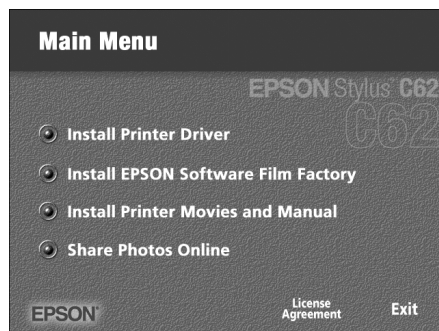 Main Menu
EPSON Stylus® C62
C62
Install Printer Driver
Install EPSON Software Film Factory
Install Printer Movies and Manual
Share Photos Online
EPSON®
License
Agreement
Exit